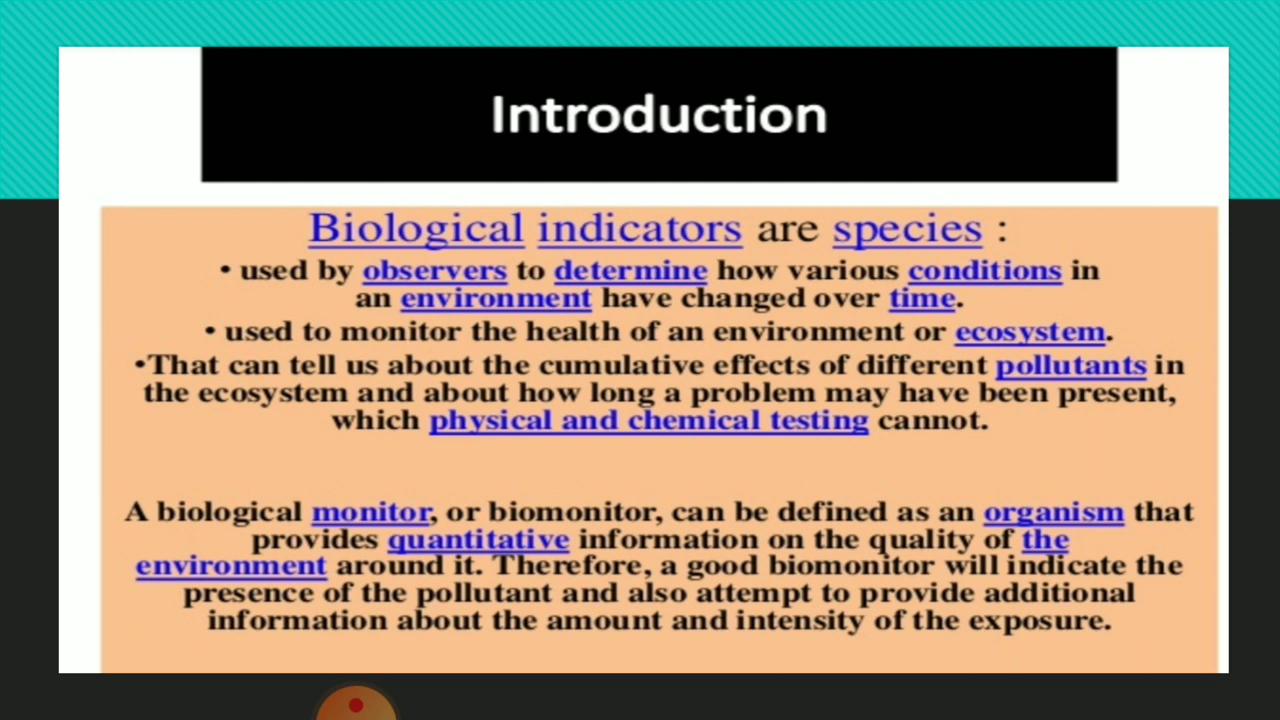 Introduction
Biological indicators are species :
• used by observers to determine how various conditions in
an environment have changed over time.
• used to monitor the health of an environment or ecosystem.
•That can tell us about the cumulative effects of different pollutants in
the ecosystem and about how long a problem may have been present,
which physical and chemical testing cannot.
A biological monitor, or biomonitor, can be defined as an organism that
provides quantitative information on the quality of the
environment around it. Therefore, a good biomonitor will indicate the
presence of the pollutant and also attempt to provide additional
information about the amount and intensity of the exposure.